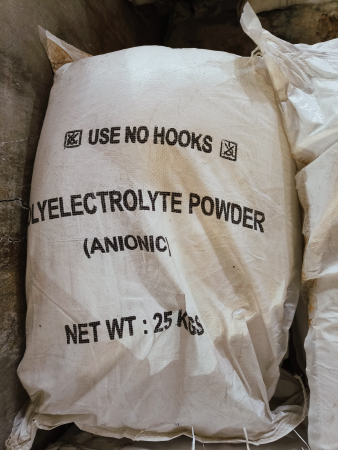 USE NO HOOKS
LYELECTROLYTE POWDER
(ANIONIC)
NET WT : 25 KGS